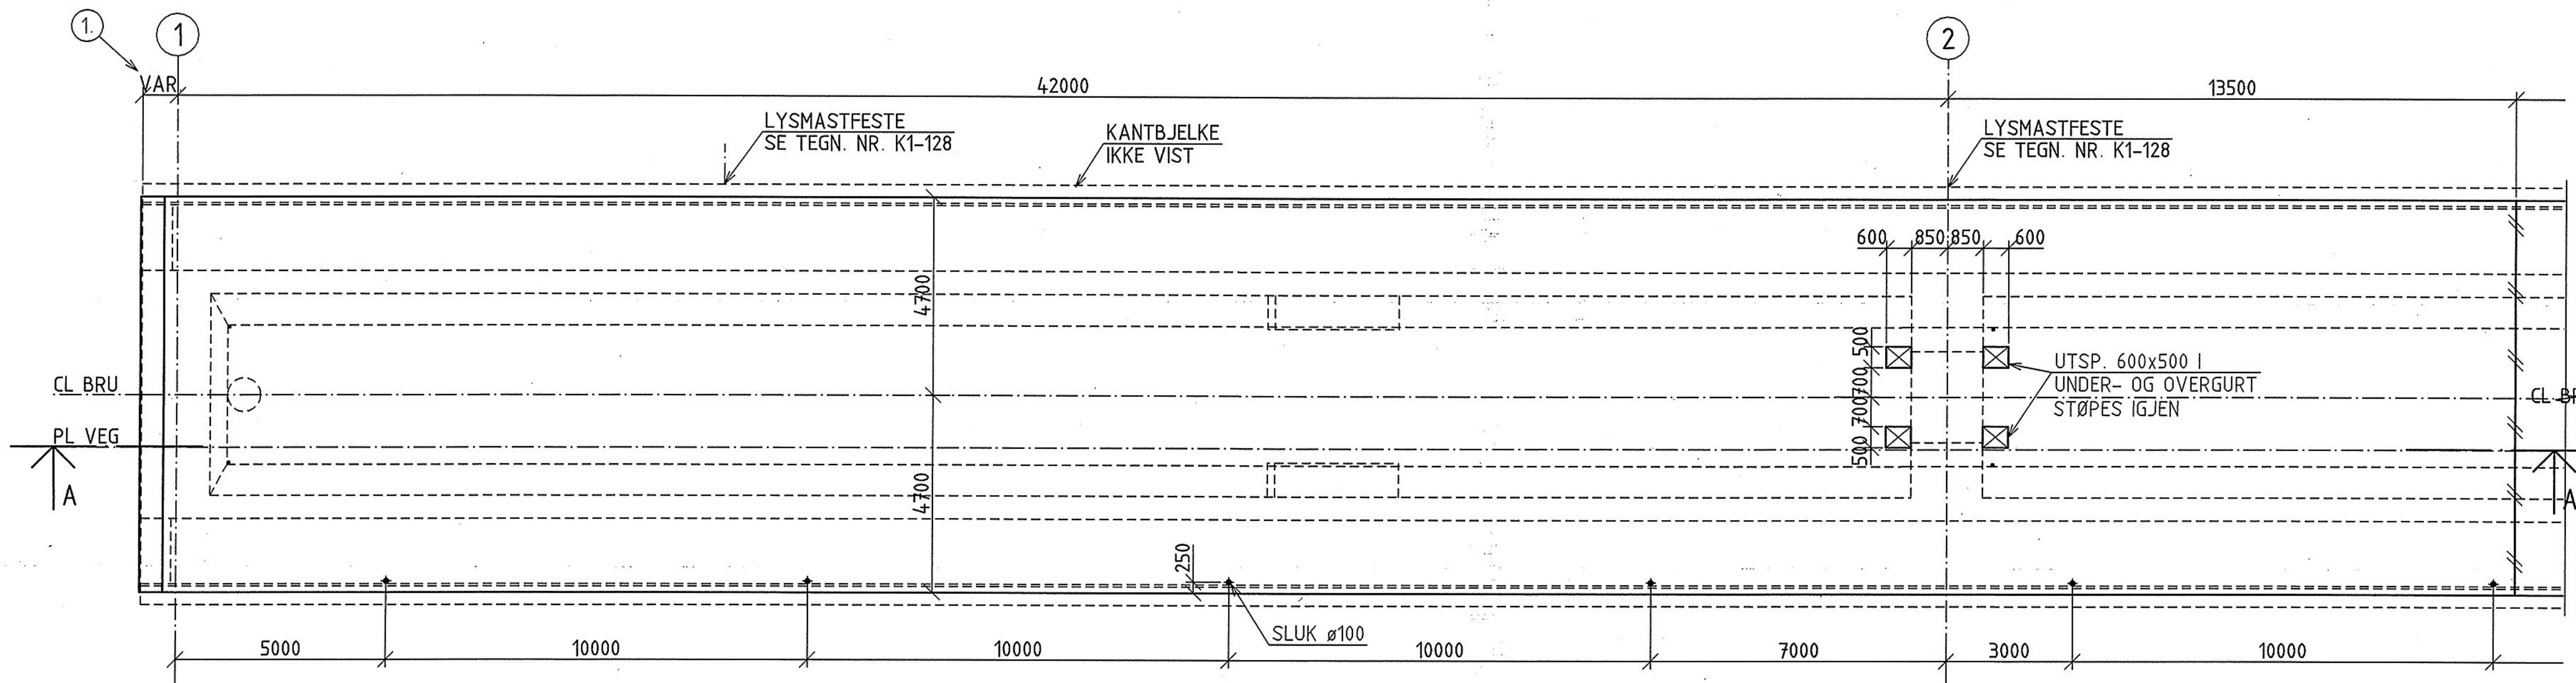 1.
1
2
VAR
42000
13500
LYSMASTFESTE
SE TEGN. NR. K1-128
KANTBJELKE
IKKE VIST
LYSMASTFESTE
SE TEGN. NR. K1-128
600
850
850
600
4700
500
700
700
500
UTSP. 600x500 I
UNDER- OG OVERGURT
STØPES IGJEN
CL BRU
PL VEG
A
4700
250
SLUK ø100
A
5000
10000
10000
10000
7000
3000
10000